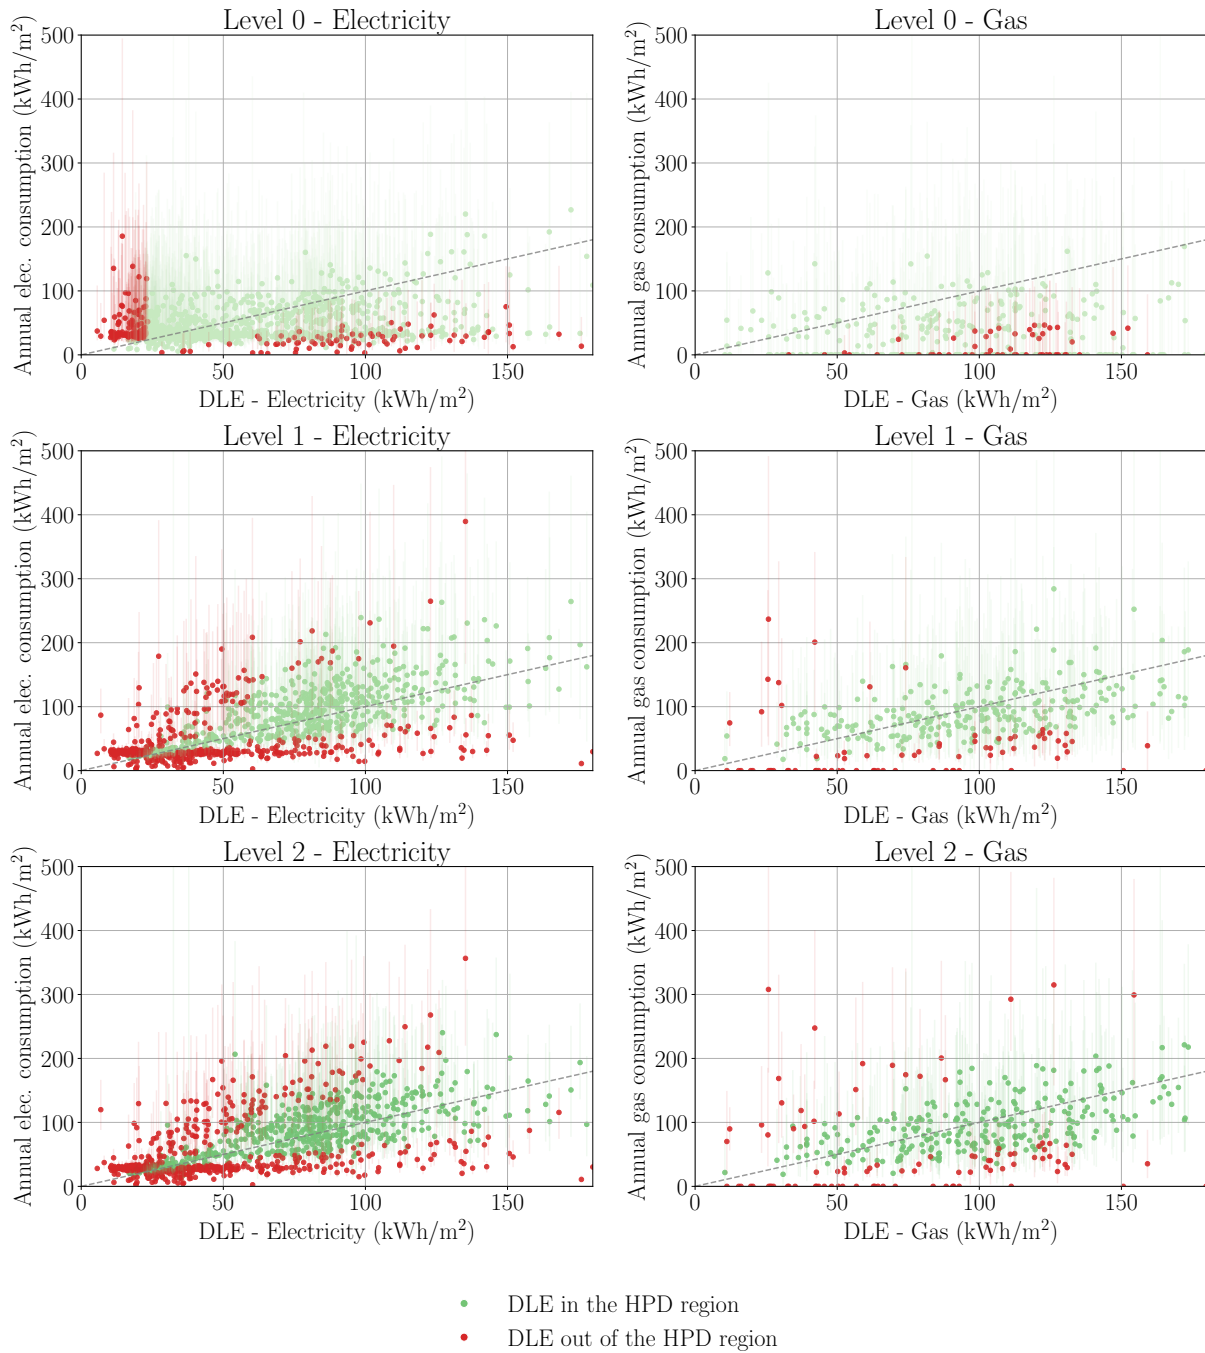 Level 0 - Electricity
Annual elec. consumption (kWh/m²)
500
400
300
200
100
0
0 50 100 150
DLE - Electricity (kWh/m²)
Level 0 - Gas
Annual gas consumption (kWh/m²)
500
400
300
200
100
0
0 50 100 150
DLE - Gas (kWh/m²)
Level 1 - Electricity
Annual elec. consumption (kWh/m²)
500
400
300
200
100
0
0 50 100 150
DLE - Electricity (kWh/m²)
Level 1 - Gas
Annual gas consumption (kWh/m²)
500
400
300
200
100
0
0 50 100 150
DLE - Gas (kWh/m²)
Level 2 - Electricity
Annual elec. consumption (kWh/m²)
500
400
300
200
100
0
0 50 100 150
DLE - Electricity (kWh/m²)
Level 2 - Gas
Annual gas consumption (kWh/m²)
500
400
300
200
100
0
0 50 100 150
DLE - Gas (kWh/m²)
DLE in the HPD region
DLE out of the HPD region